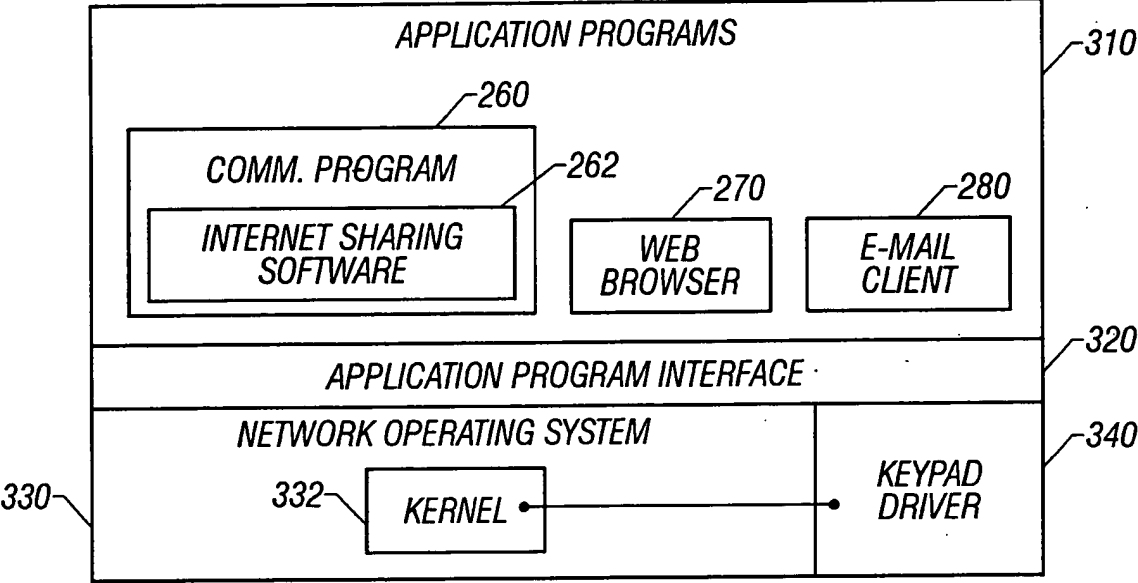 APPLICATION PROGRAMS
310
260
COMM. PROGRAM
262
INTERNET SHARING
SOFTWARE
270
WEB
BROWSER
280
E-MAIL
CLIENT
320
APPLICATION PROGRAM INTERFACE
NETWORK OPERATING SYSTEM
340
330
332
KERNEL
KEYPAD
DRIVER